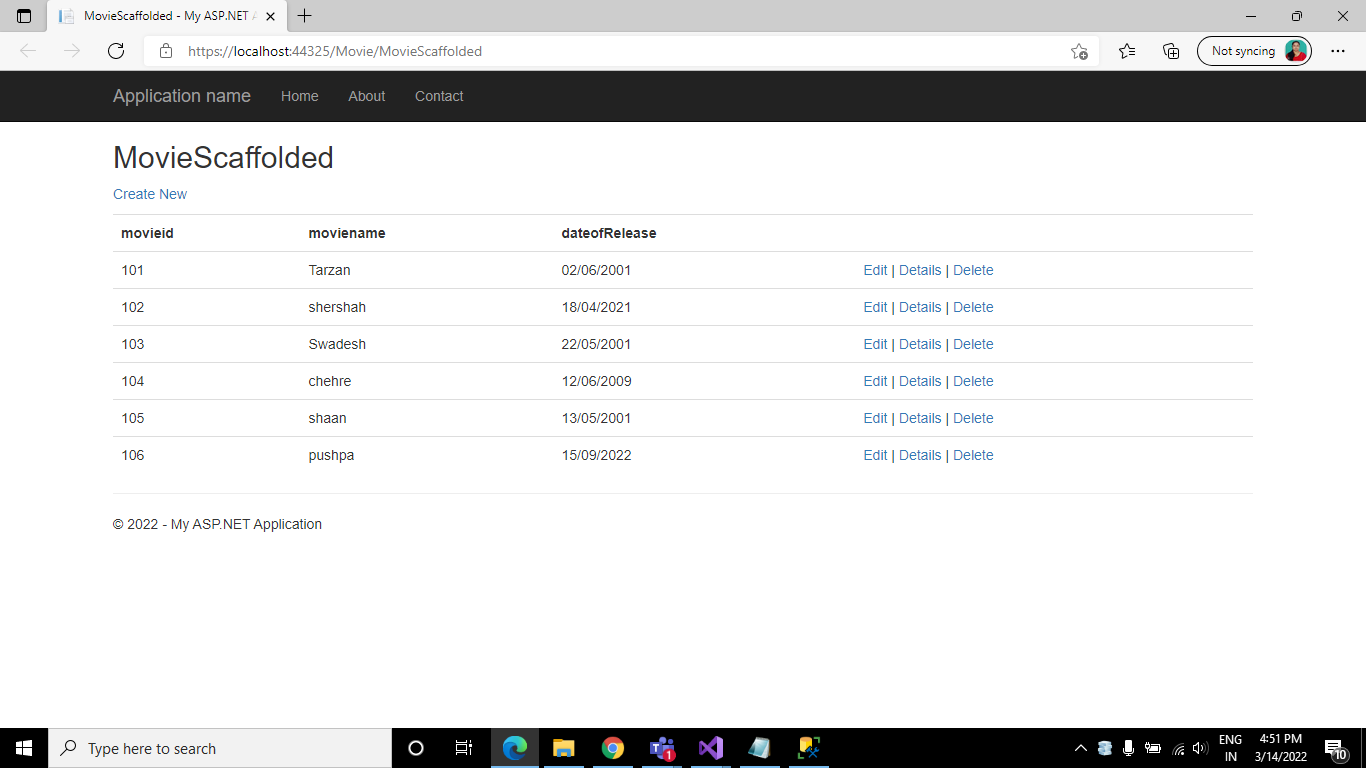 MovieScaffolded - My ASP.NET A
https://localhost:44325/Movie/MovieScaffolded
Not syncing
Application name Home About Contact
MovieScaffolded
Create New
movieid moviename dateofRelease
101 Tarzan 02/06/2001 Edit | Details | Delete
102 shershah 18/04/2021 Edit | Details | Delete
103 Swadesh 22/05/2001 Edit | Details | Delete
104 chehre 12/06/2009 Edit | Details | Delete
105 shaan 13/05/2001 Edit | Details | Delete
106 pushpa 15/09/2022 Edit | Details | Delete
© 2022 - My ASP.NET Application
Type here to search
1
ENG
IN
4:51 PM
3/14/2022
10